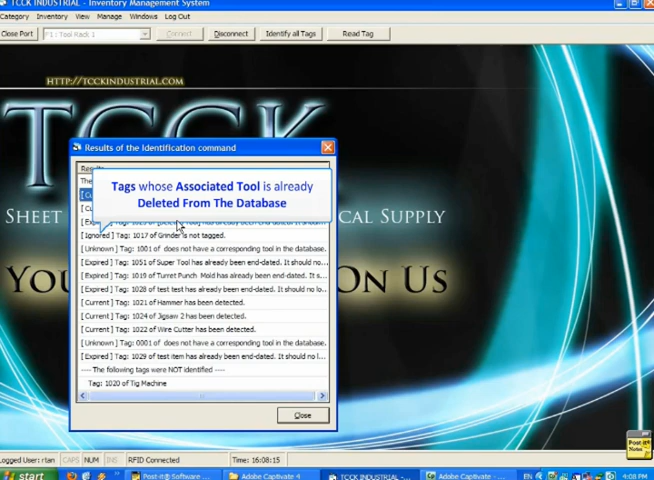 TCCK INDUSTRIAL - Inventory Management System
Category Inventory View Manage Windows Log Out
Close Port P1: Tool Rack 1 Connect Disconnect Identify all Tags Read Tag
HTTP://TCCKINDUSTRIAL.COM
TCCK
SHEET CAL SUPPLY
YOU ON US
Results of the Identification command
Results
The
Tags whose Associated Tool is already
Deleted From The Database
[Ignored] Tag: 1017 of Grinder is not tagged.
[Unknown] Tag: 1001 of does not have a corresponding tool in the database.
[Expired] Tag: 1051 of Super Tool has already been end-dated. It should no...
[Expired] Tag: 1019 of Turret Punch Mold has already been end-dated. It s...
[Expired] Tag: 1028 of test test has already been end-dated. It should no lo...
[Current] Tag: 1021 of Hammer has been detected.
[Current] Tag: 1024 of Jigsaw 2 has been detected.
[Current] Tag: 1022 of Wire Cutter has been detected.
[Unknown] Tag: 0001 of does not have a corresponding tool in the database.
[Expired] Tag: 1029 of test item has already been end-dated. It should no l...
---- The following tags were NOT identified ----
Tag: 1020 of Tig Machine
Close
Post-it® Notes
Logged User: rtan CAPS NUM INS RFID Connected Time: 16:08:15
start Post-it® Software ... Adobe Captivate 4 TCCK INDUSTRIAL -... Adobe Captivate - ... EN 4:08 PM